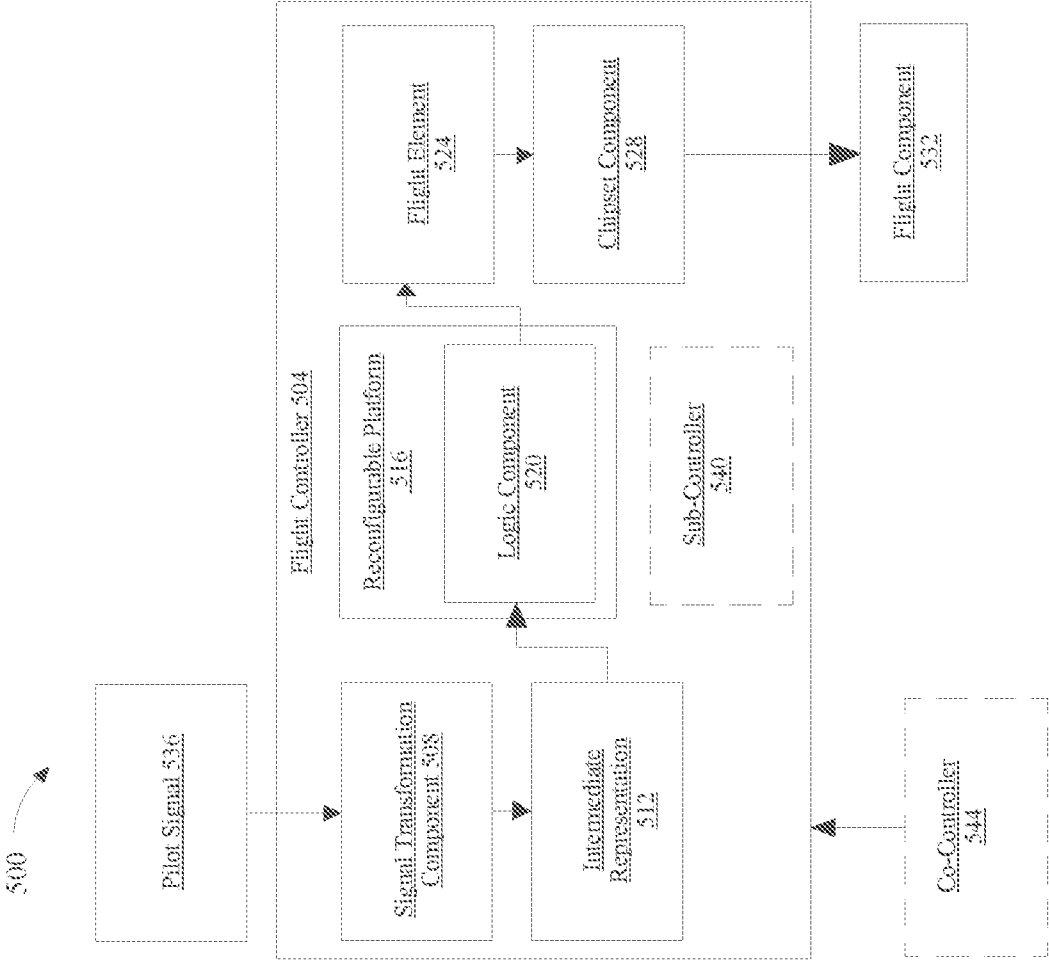 500
Pilot Signal 536
Flight Controller 504
Signal Transformation
Component 508
Intermediate
Representation
512
Reconfigurable Platform
516
Logic Component
520
Flight Element
524
Chipset Component
528
Sub-Controller
540
Co-Controller
544
Flight Component
532